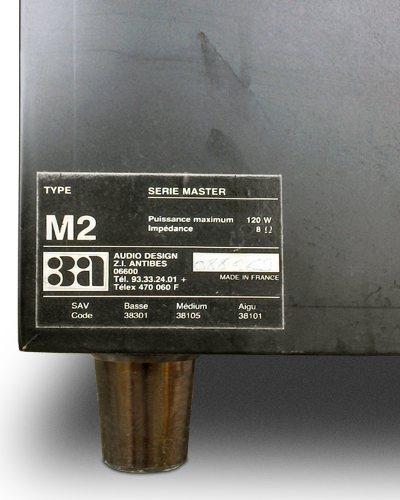 TYPE SERIE MASTER
M2
Puissance maximum 120 W
Impédance 8 Ω
3a
AUDIO DESIGN
Z.I. ANTIBES
06600
Tél. 93.33.24.01 +
Télex 470 060 F
MADE IN FRANCE
SAV Basse Médium Aigu
Code 38301 38105 38101